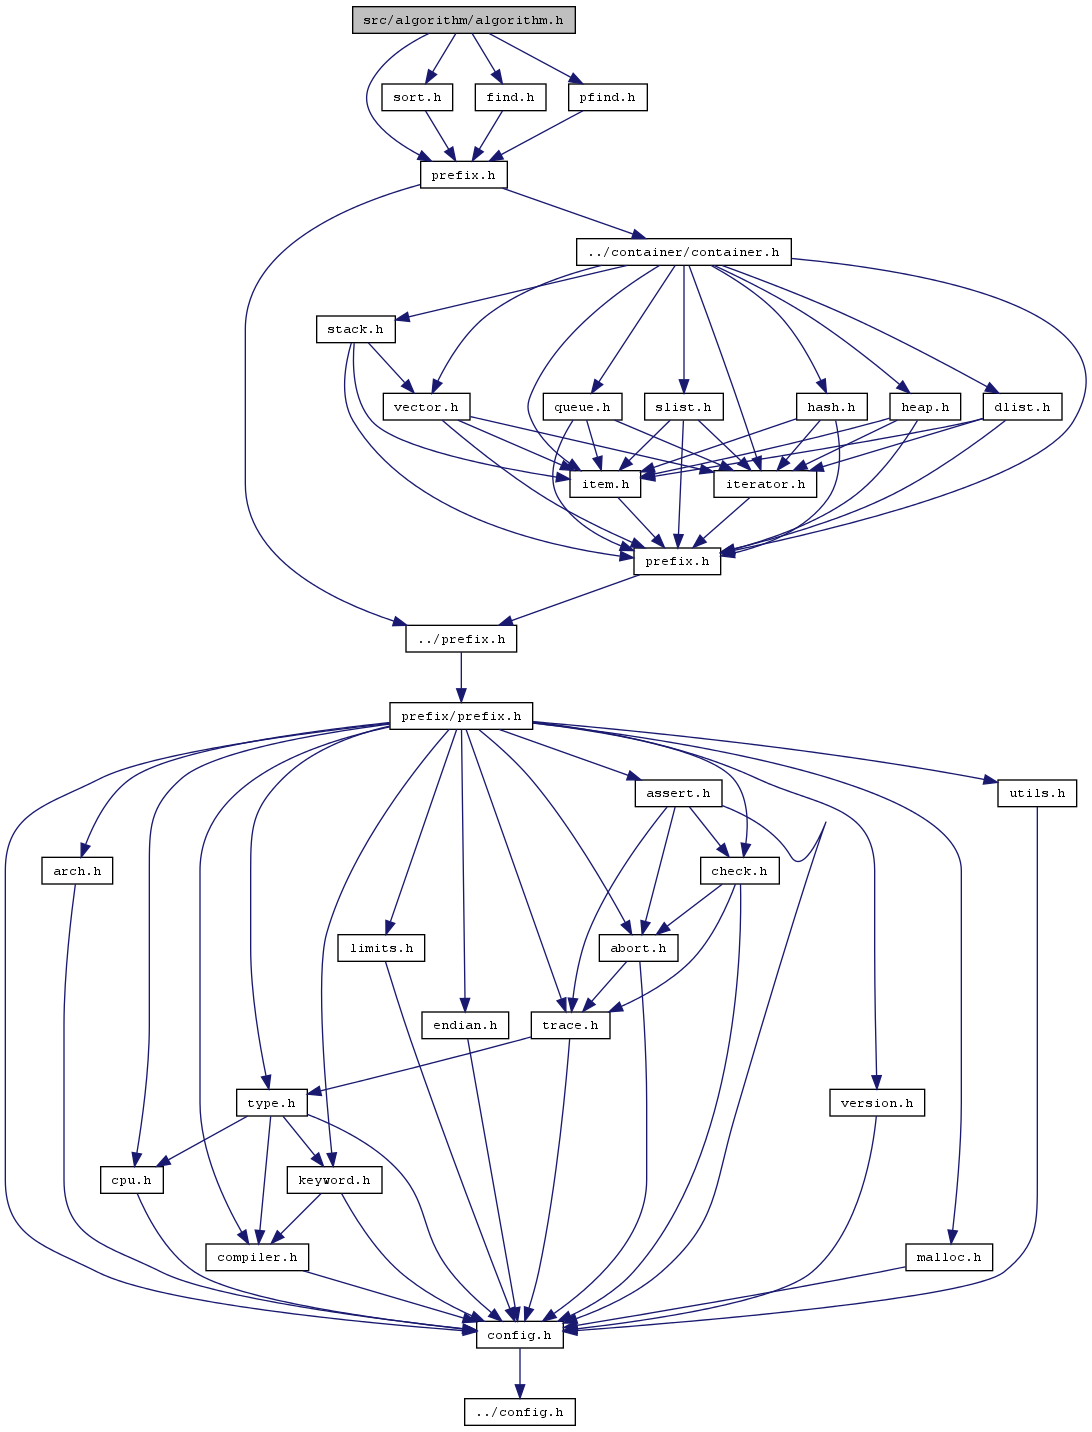 src/algorithm/algorithm.h
sort.h
find.h
pfind.h
prefix.h
../container/container.h
stack.h
vector.h
queue.h
slist.h
hash.h
heap.h
dlist.h
item.h
iterator.h
prefix.h
../prefix.h
prefix/prefix.h
assert.h
utils.h
arch.h
check.h
limits.h
abort.h
endian.h
trace.h
type.h
version.h
cpu.h
keyword.h
compiler.h
malloc.h
config.h
../config.h